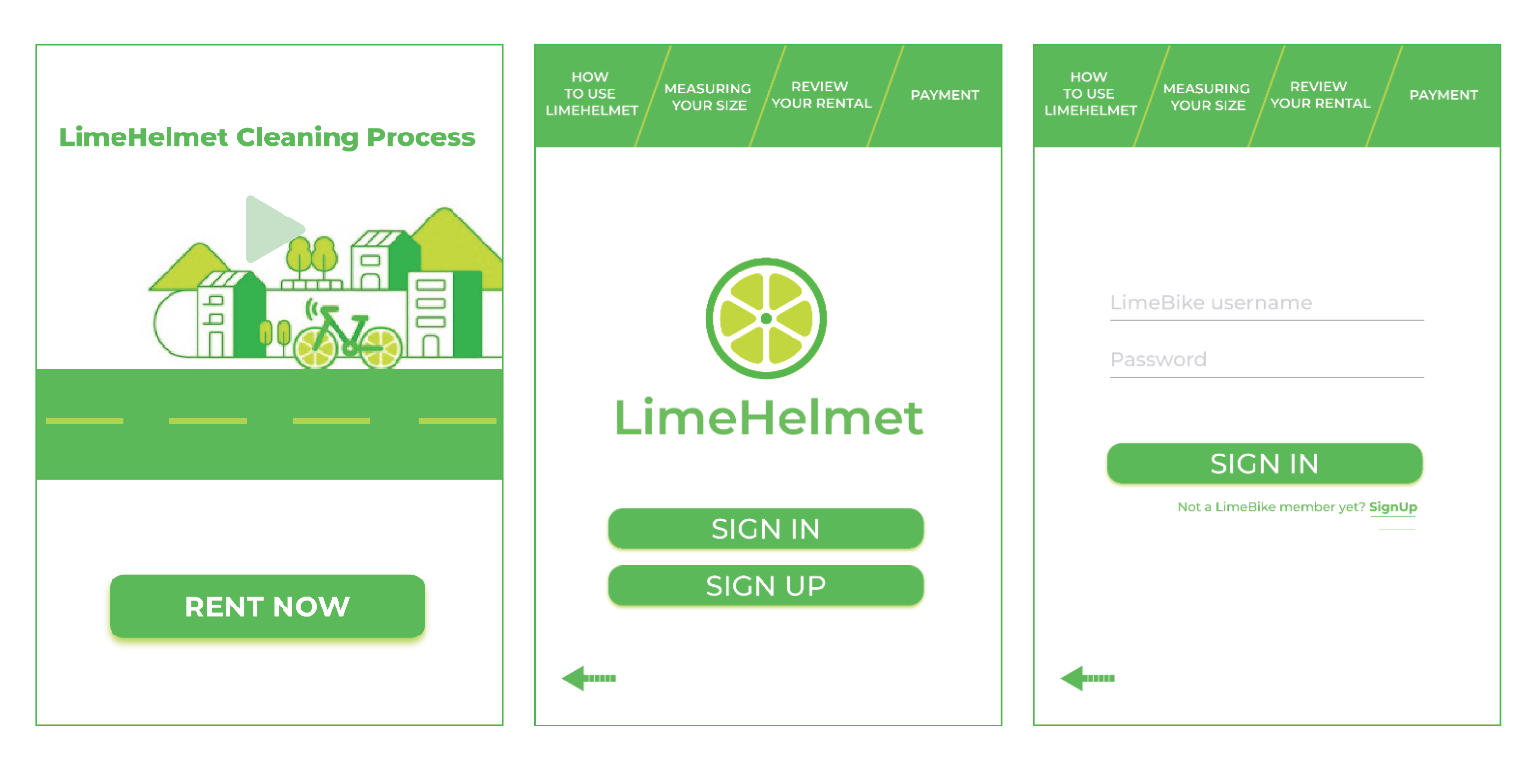 LimeHelmet Cleaning Process
RENT NOW
HOW
TO USE
LIMEHELMET
MEASURING
YOUR SIZE
REVIEW
YOUR RENTAL
PAYMENT
LimeHelmet
SIGN IN
SIGN UP
HOW
TO USE
LIMEHELMET
MEASURING
YOUR SIZE
REVIEW
YOUR RENTAL
PAYMENT
LimeBike username
Password
SIGN IN
Not a LimeBike member yet? SignUp